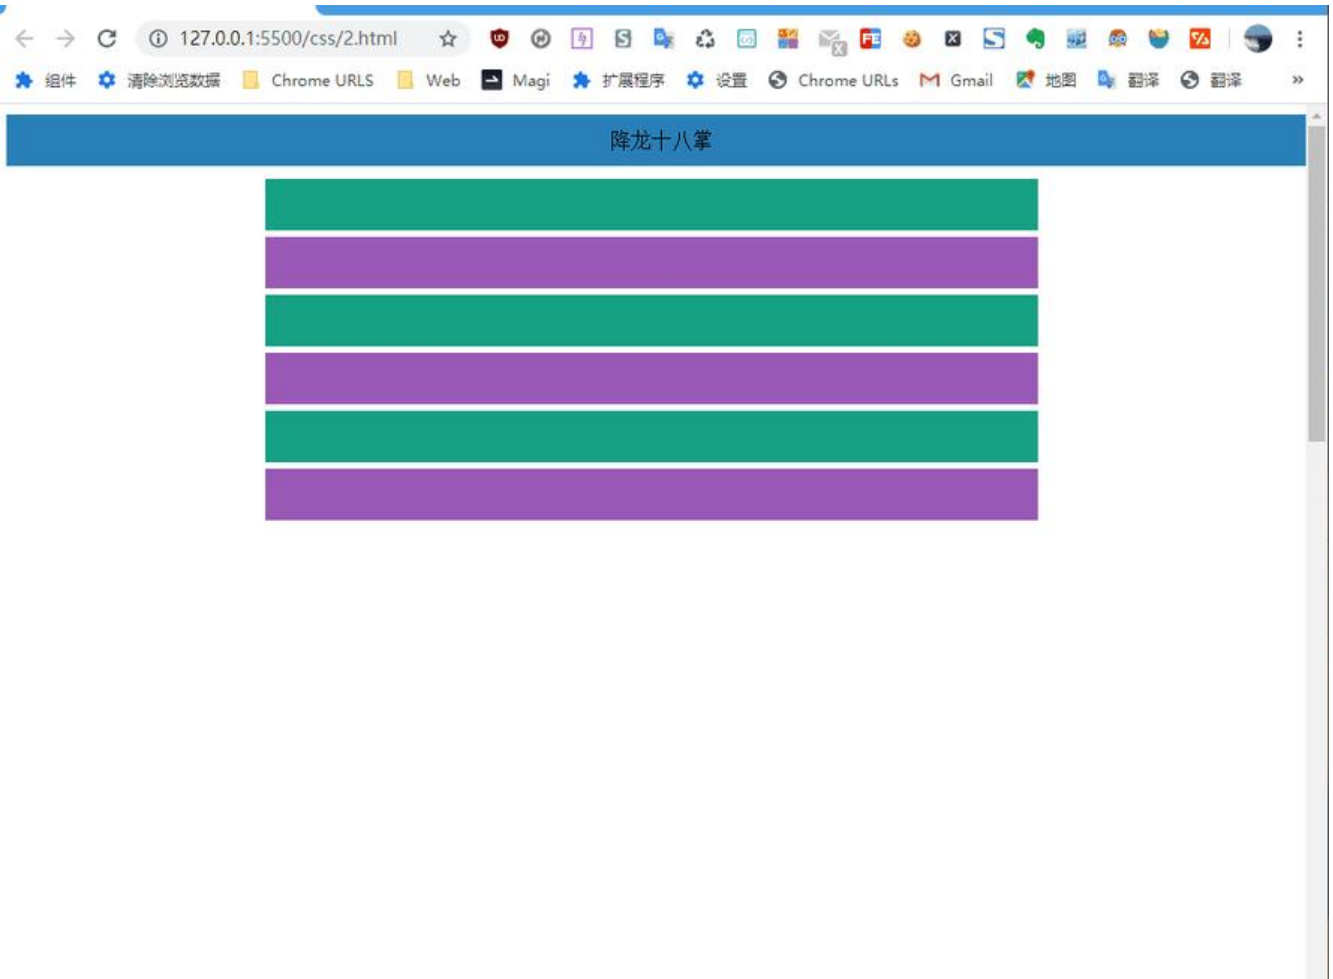 127.0.0.1:5500/css/2.html
组件 清除浏览数据 Chrome URLS Web Magi 扩展程序 设置 Chrome URLs Gmail 地图 翻译 翻译 »
降龙十八掌